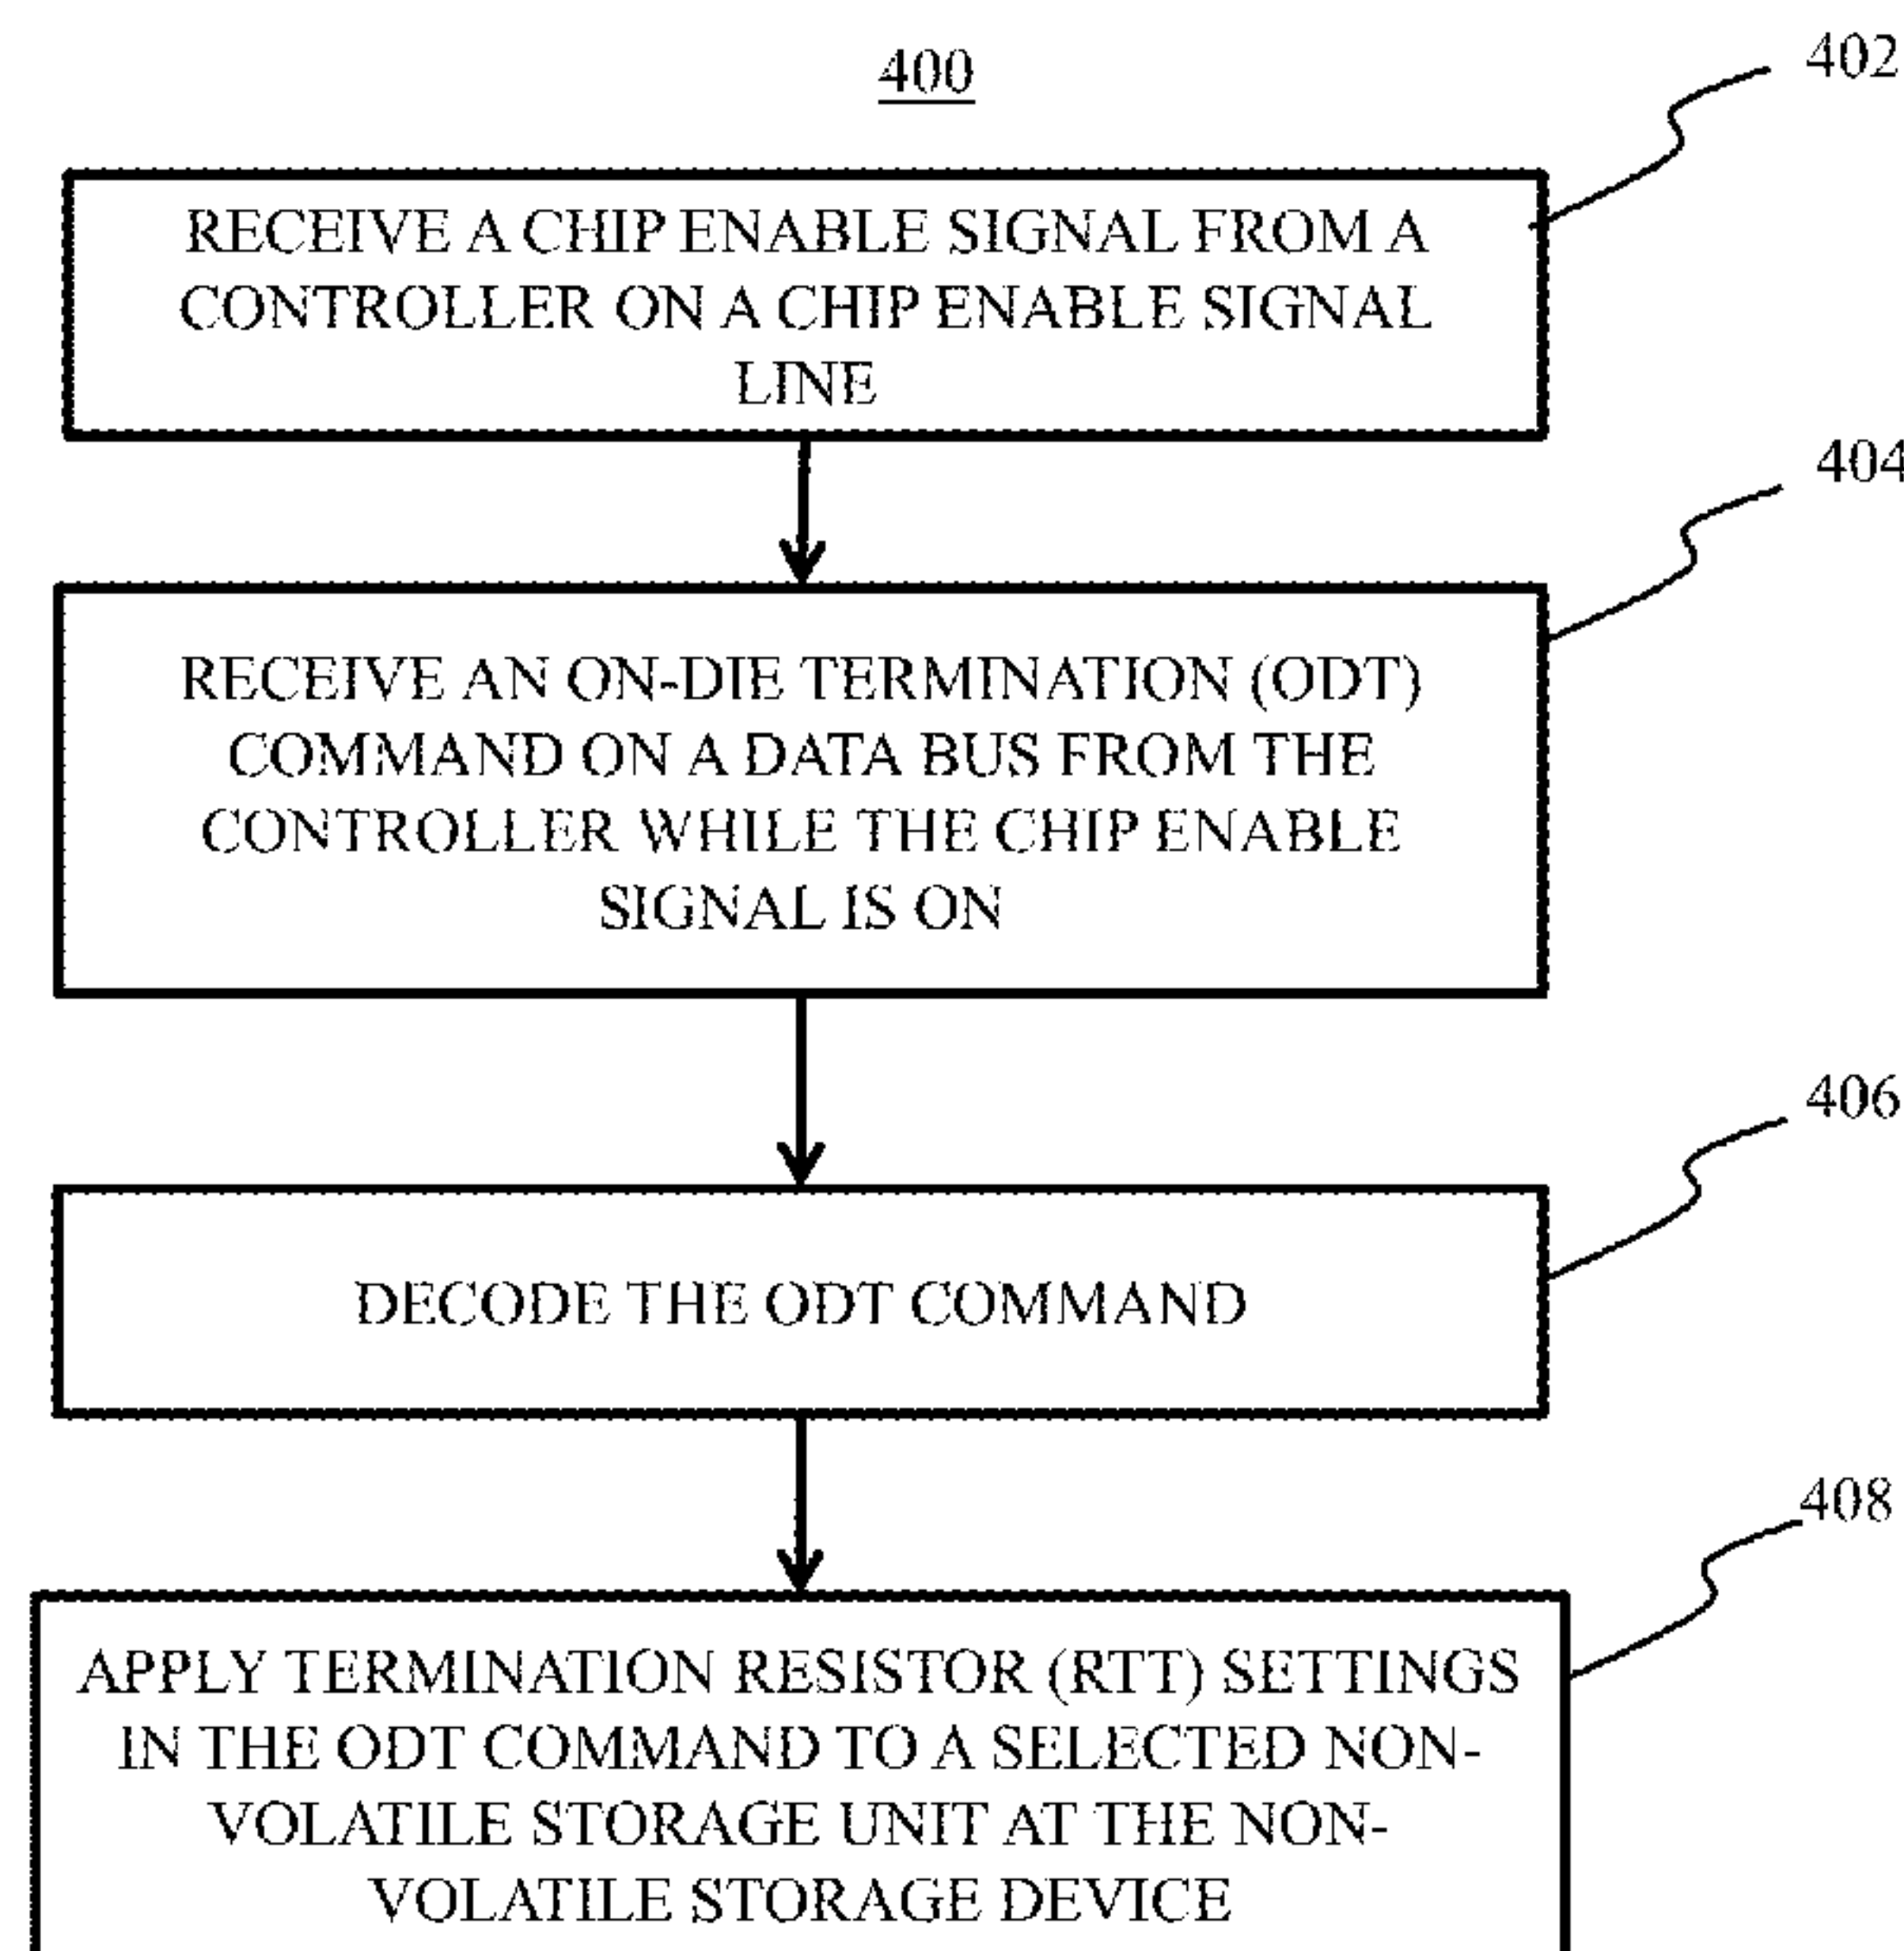 400
402
RECEIVE A CHIP ENABLE SIGNAL FROM A
CONTROLLER ON A CHIP ENABLE SIGNAL
LINE
404
RECEIVE AN ON-DIE TERMINATION (ODT)
COMMAND ON A DATA BUS FROM THE
CONTROLLER WHILE THE CHIP ENABLE
SIGNAL IS ON
406
DECODE THE ODT COMMAND
408
APPLY TERMINATION RESISTOR (RTT) SETTINGS
IN THE ODT COMMAND TO A SELECTED NON-
VOLATILE STORAGE UNIT AT THE NON-
VOLATILE STORAGE DEVICE